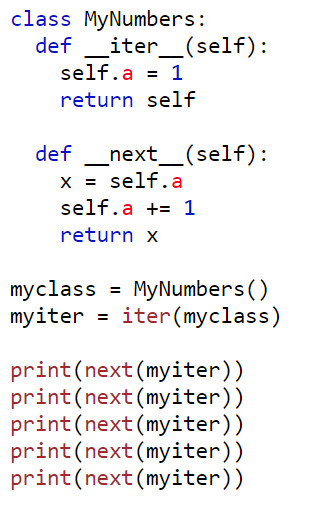 class MyNumbers:
  def __iter__(self):
    self.a = 1
    return self

  def __next__(self):
    x = self.a
    self.a += 1
    return x

myclass = MyNumbers()
myiter = iter(myclass)

print(next(myiter))
print(next(myiter))
print(next(myiter))
print(next(myiter))
print(next(myiter))